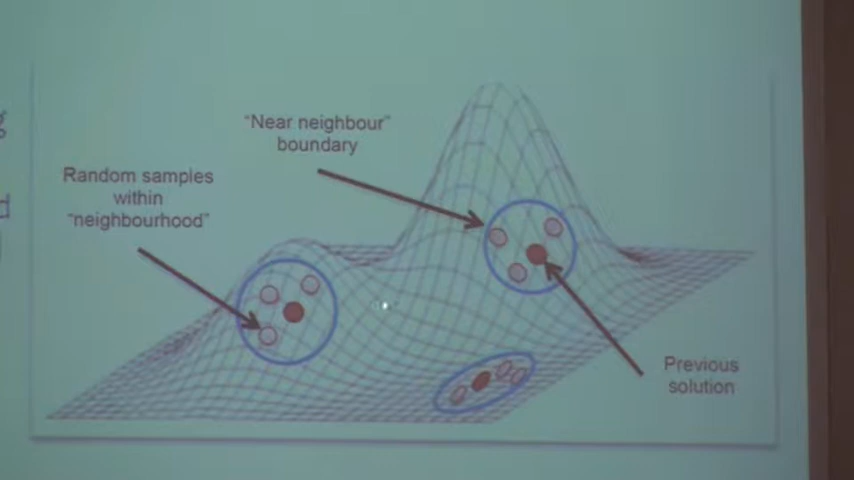 "Near neighbour"
boundary
Random samples
within
"neighbourhood"
Previous
solution